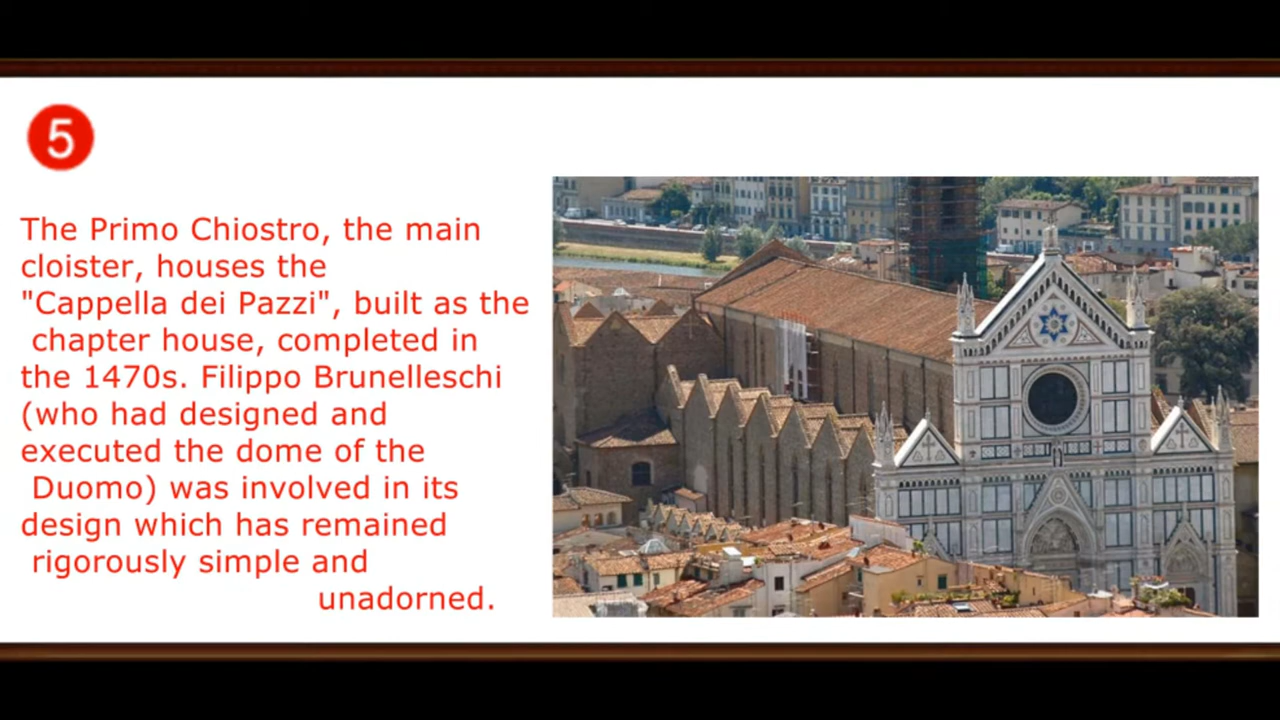 5
The Primo Chiostro, the main
cloister, houses the
"Cappella dei Pazzi", built as the
chapter house, completed in
the 1470s. Filippo Brunelleschi
(who had designed and
executed the dome of the
Duomo) was involved in its
design which has remained
rigorously simple and
unadorned.